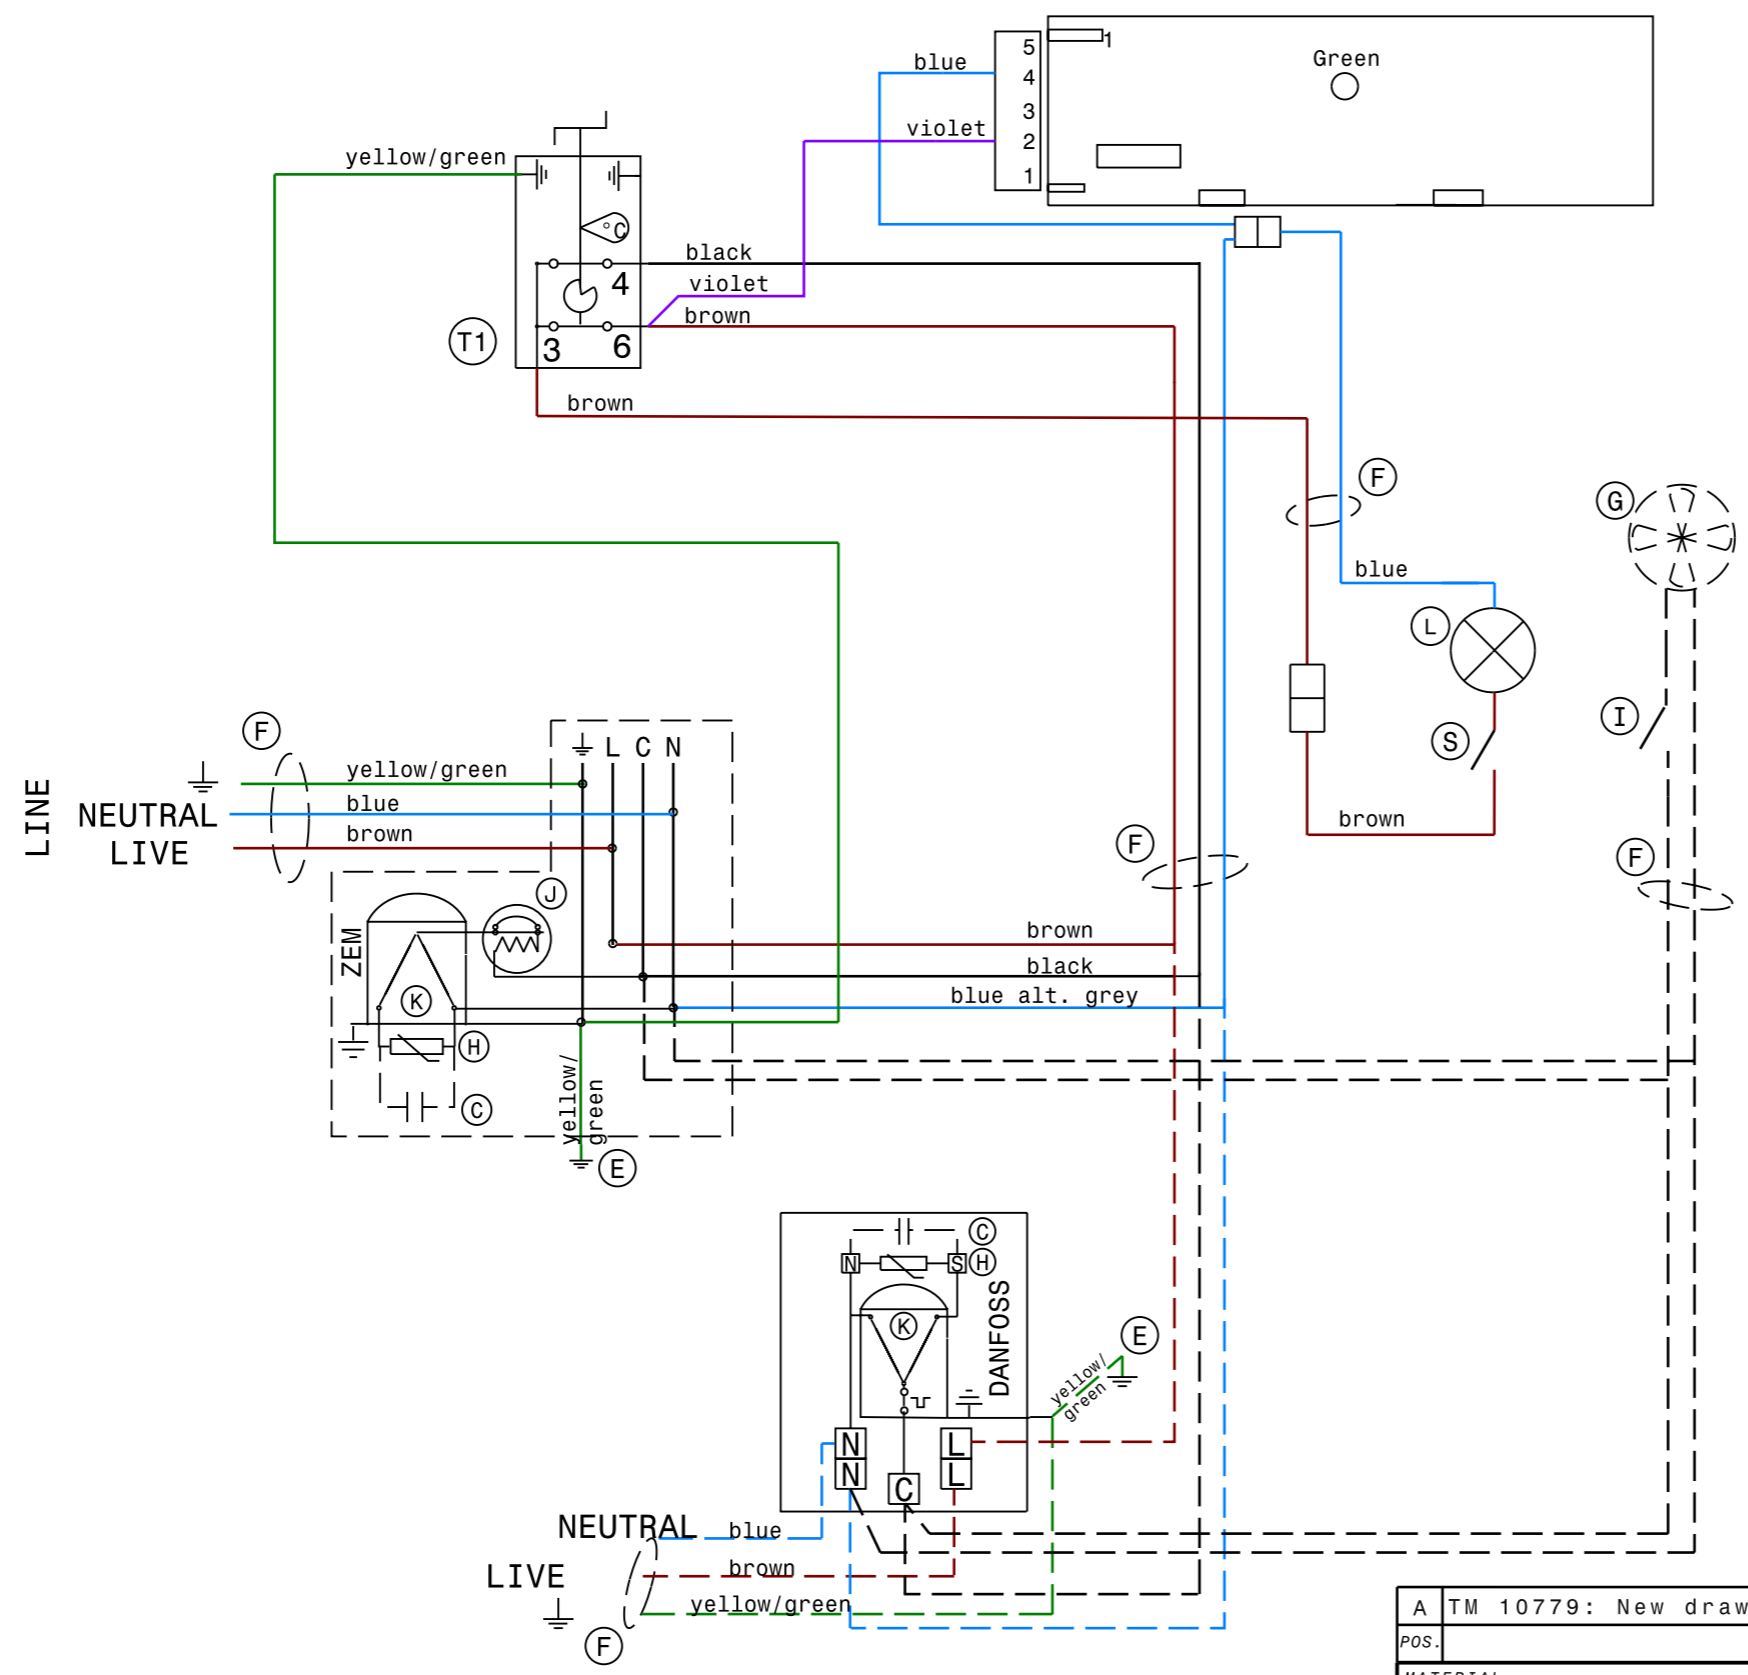 5
1
Green
blue
4
3
violet
2
1
yellow/green
°C
black
4
violet
brown
T1
3
6
brown
F
G
blue
L
I
S
F
L C N
yellow/green
LINE
NEUTRAL
blue
brown
LIVE
brown
F
F
J
ZEM
brown
black
K
blue alt. grey
H
yellow/
green
C
E
C
N
S
H
DANFOSS
K
E
yellow/
green
N
L
N
L
C
NEUTRAL
blue
LIVE
brown
yellow/green
F
A
TM 10779: New draw
POS.